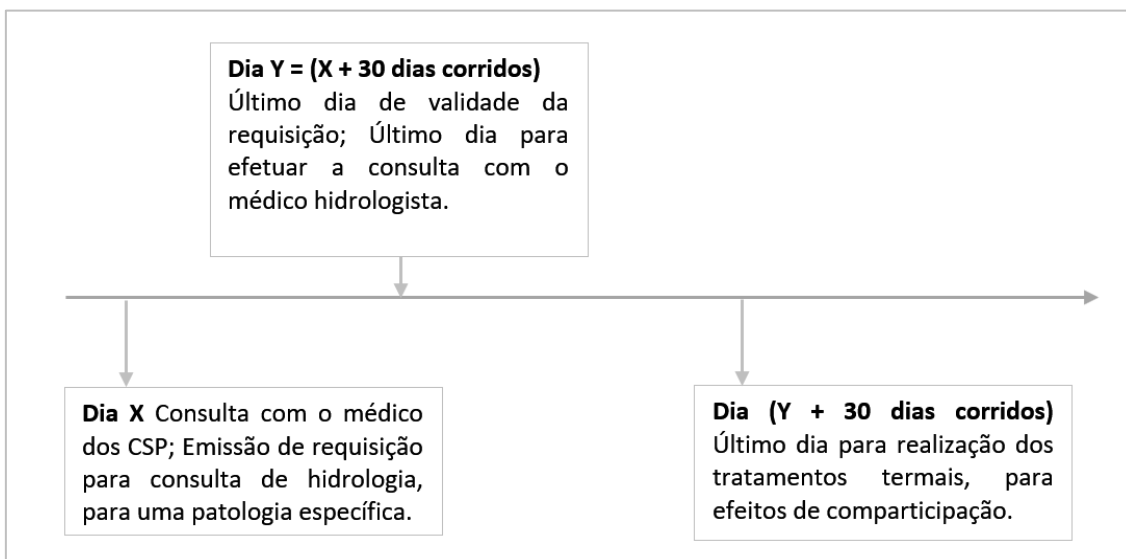 Dia Y = (X + 30 dias corridos)
Último dia de validade da
requisição; Último dia para
efetuar a consulta com o
médico hidrologista.
Dia X Consulta com o médico
dos CSP; Emissão de requisição
para consulta de hidrologia,
para uma patologia específica.
Dia (Y + 30 dias corridos)
Último dia para realização dos
tratamentos termais, para
efeitos de comparticipação.